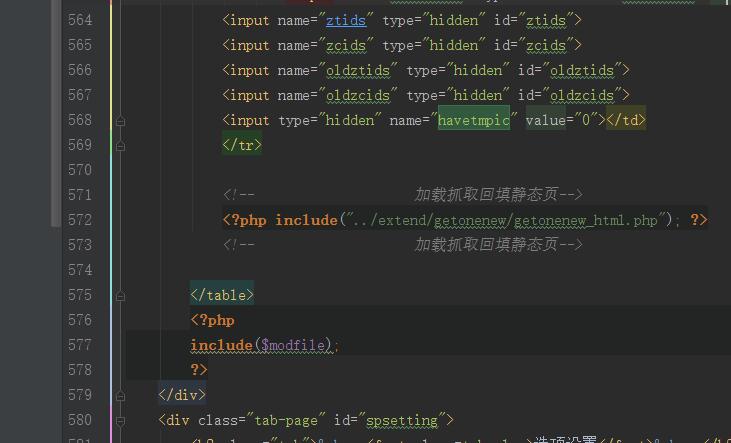 564 <input name="ztids" type="hidden" id="ztids">
565 <input name="zcids" type="hidden" id="zcids">
566 <input name="oldztids" type="hidden" id="oldztids">
567 <input name="oldzcids" type="hidden" id="oldzcids">
568 <input type="hidden" name="havetmpic" value="0"></td>
569 </tr>
570
571 <!-- 加载抓取回填静态页-->
572 <?php include("../extend/getonenew/getonenew_html.php"); ?>
573 <!-- 加载抓取回填静态页-->
574
575 </table>
576 <?php
577 include($modfile);
578 ?>
579 </div>
580 <div class="tab-page" id="spsetting">